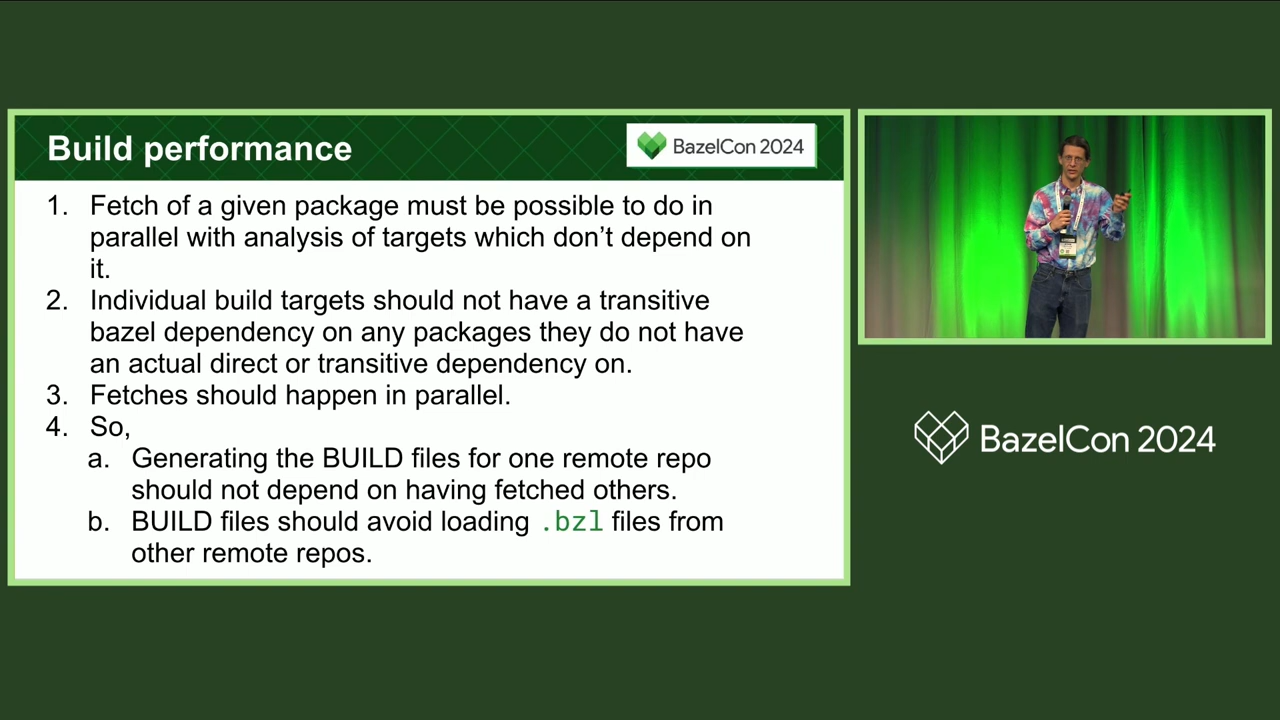 Build performance
BazelCon 2024
1. Fetch of a given package must be possible to do in
parallel with analysis of targets which don’t depend on
it.
2. Individual build targets should not have a transitive
bazel dependency on any packages they do not have
an actual direct or transitive dependency on.
3. Fetches should happen in parallel.
4. So,
a. Generating the BUILD files for one remote repo
should not depend on having fetched others.
b. BUILD files should avoid loading .bzl files from
other remote repos.
BazelCon 2024